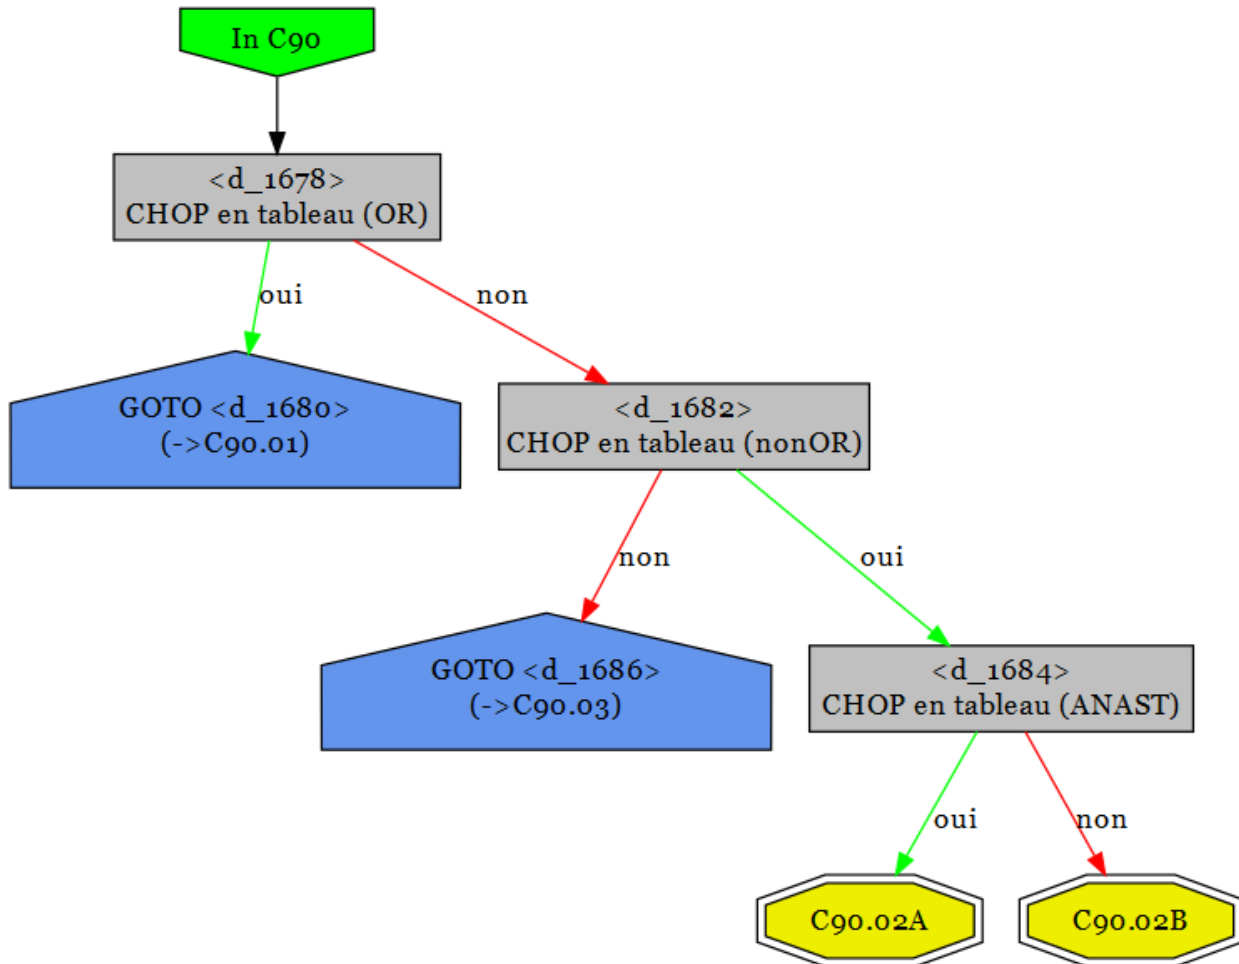 In C90
<d_1678>
CHOP en tableau (OR)
oui
non
GOTO <d_1680>
(->C90.01)
<d_1682>
CHOP en tableau (nonOR)
non
oui
GOTO <d_1686>
(->C90.03)
<d_1684>
CHOP en tableau (ANAST)
oui
non
C90.02A
C90.02B